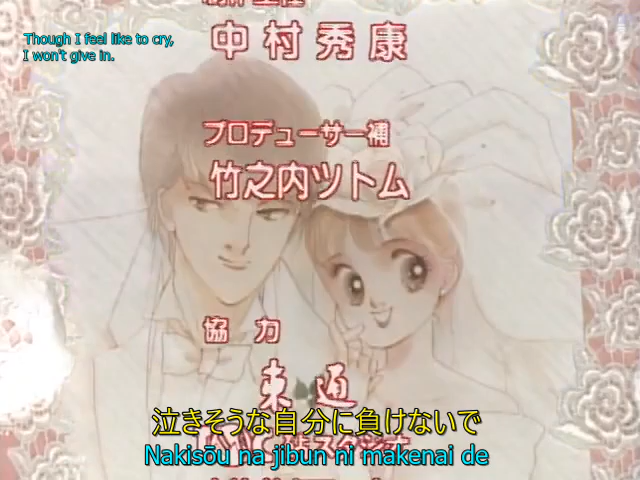 Though I feel like to cry,
I won't give in.
中村秀康
プロデューサー補
竹之内ツトム
協力
東通
泣きそうな自分に負けないで
Nakisōu na jibun ni makenai de